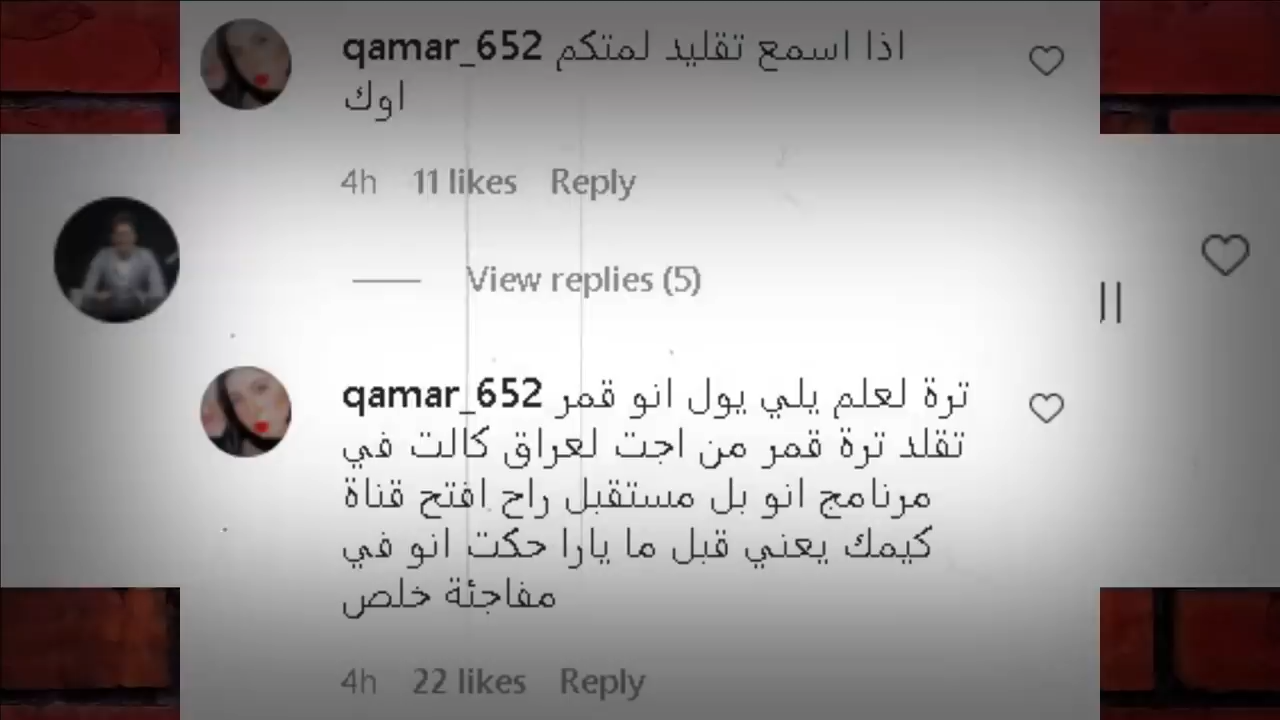 qamar_652 اذا اسمع تقليد لمتكم
اوك
4h 11 likes Reply
View replies (5)
qamar_652 ترة لعلم يلي يول انو قمر
تقلد ترة قمر من اجت لعراق كالت في
مرنامج انو بل مستقبل راح افتح قناة
كيمك يعني قبل ما يارا حكت انو في
مفاجئة خلص
4h 22 likes Reply